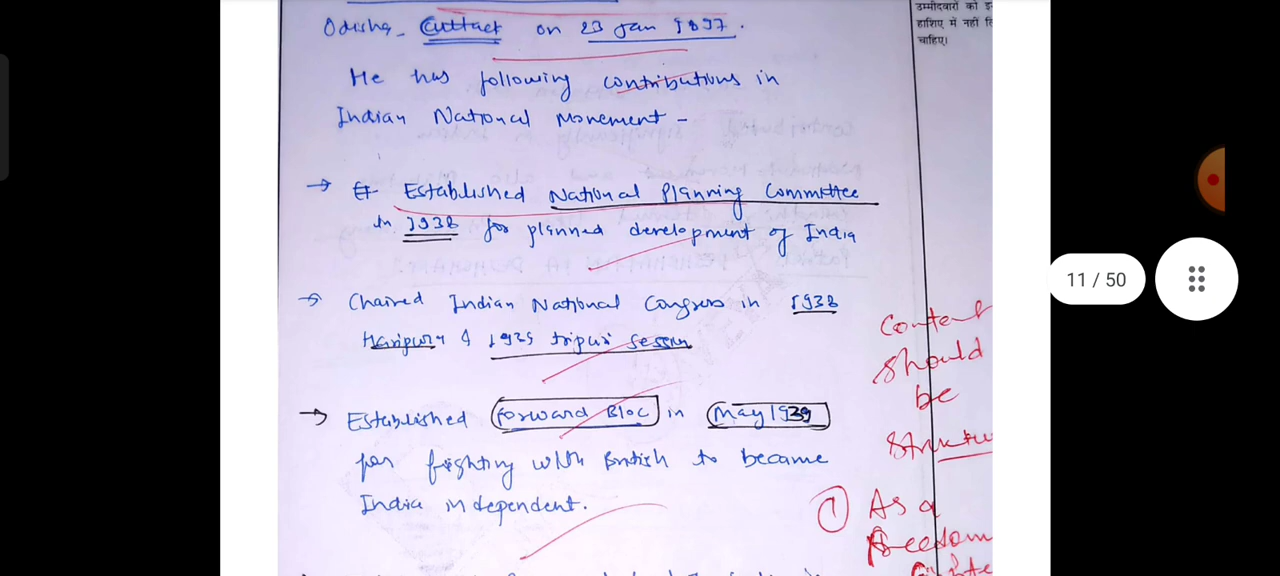 Odisha - Cuttact on 23 Jan 1897.
He has following contributions in
Indian National Movement -
→ Established National Planning Committee
in 1938 for planned development of India
→ Chaired Indian National Congress in 1938
Haripura & 1939 tripuri session
→ Established Forward Bloc in May 1939
for fighting with British to became
India independent.
उम्मीदवारों को इ
हाशिए में नहीं लि
चाहिए।
Content
should
be
① As a
freedom
11 / 50